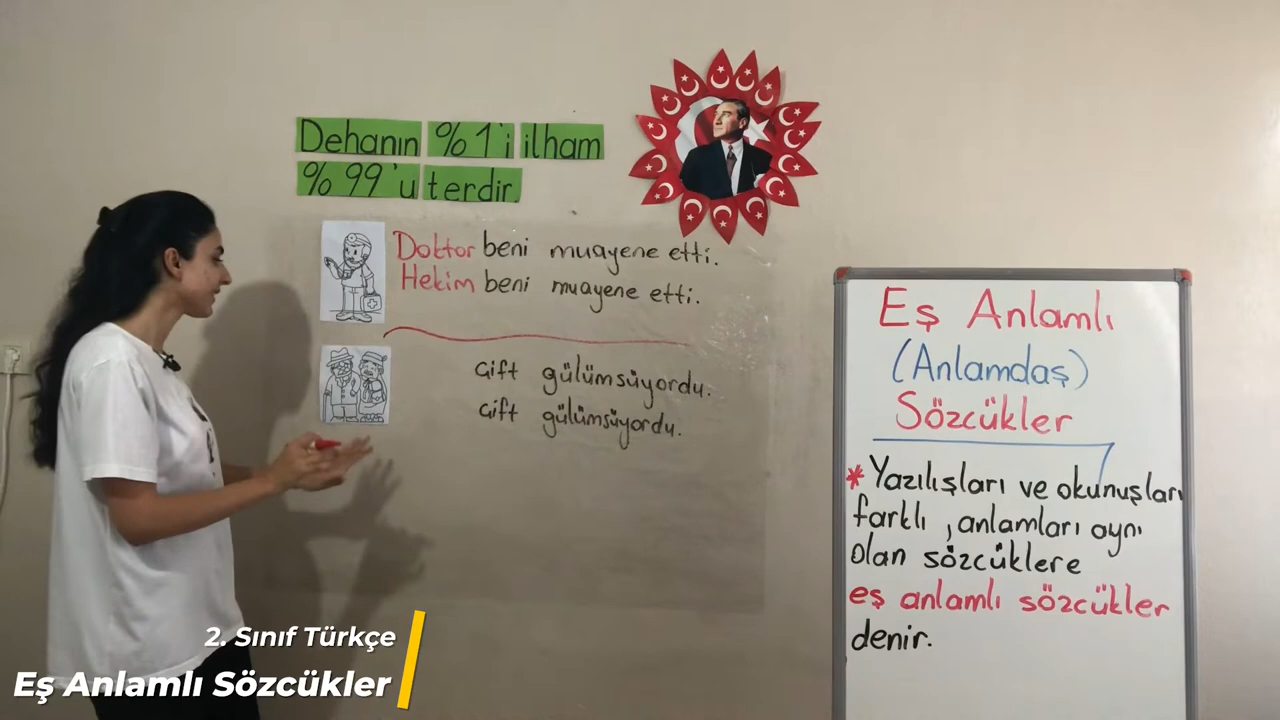 Dehanın %1'i ilham
%99'u terdir.
Doktor beni muayene etti.
Hekim beni muayene etti.
Çift gülümsüyordu.
Çift gülümsüyordu.
Eş Anlamlı
(Anlamdaş)
Sözcükler
* Yazılışları ve okunuşları
farklı, anlamları aynı
olan sözcüklere
eş anlamlı sözcükler
denir.
2. Sınıf Türkçe
Eş Anlamlı Sözcükler